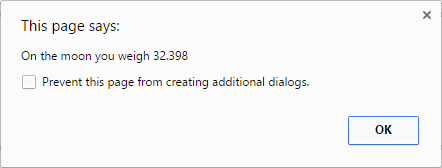 This page says:
On the moon you weigh 32.398
Prevent this page from creating additional dialogs.
OK